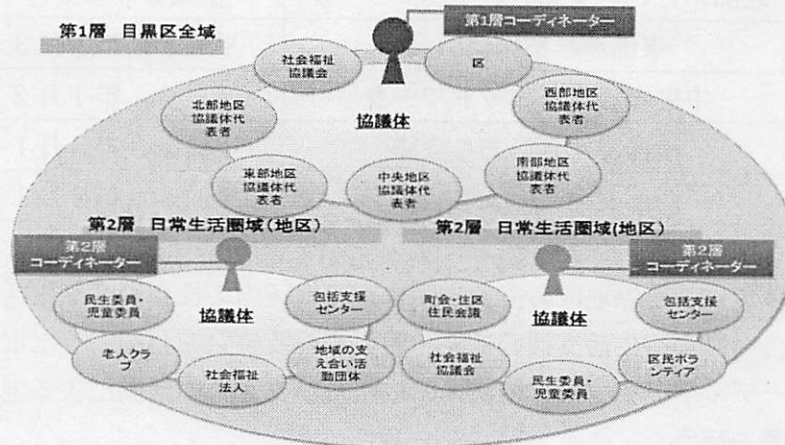 第1層 目黒区全域
第1層コーディネーター
社会福祉
協議会
区
北部地区
協議体代
表者
西部地区
協議体代
表者
協議体
東部地区
協議体代
表者
中央地区
協議体代
表者
南部地区
協議体代
表者
第2層 日常生活圏域(地区)
第2層
コーディネーター
民生委員・
児童委員
包括支援
センター
協議体
老人クラ
ブ
社会福祉
法人
地域の支
え合い活
動団体
第2層 日常生活圏域(地区)
第2層
コーディネーター
町会・住区
住民会議
包括支援
センター
協議体
社会福祉
協議会
民生委員・
児童委員
区民ボラ
ンティア